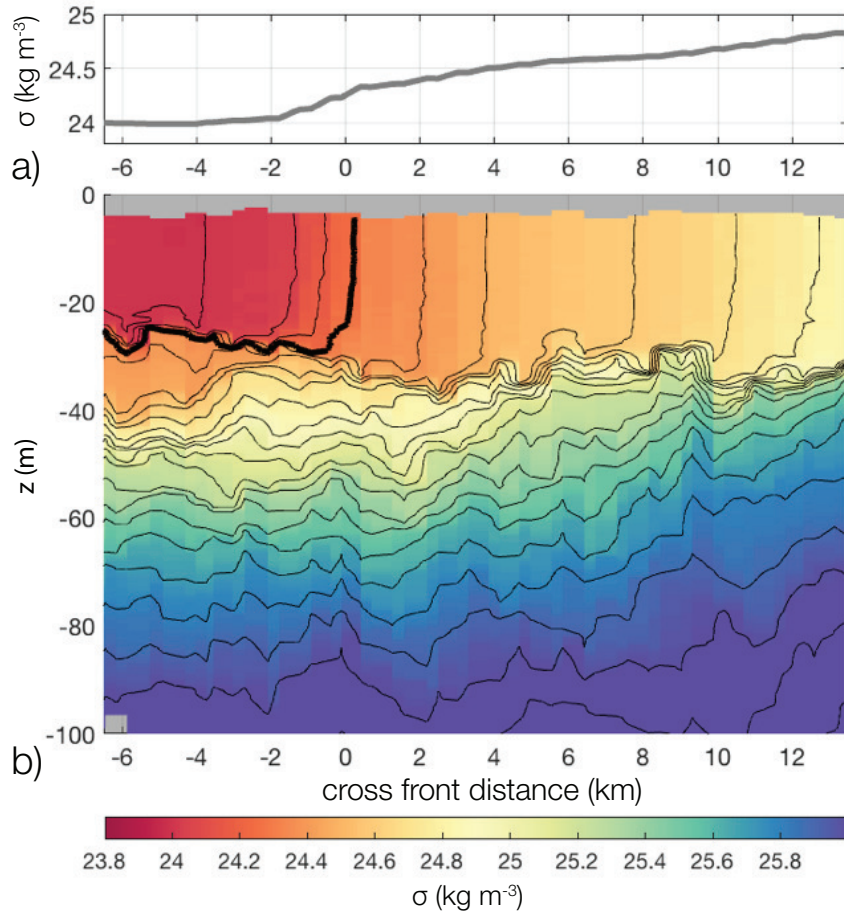 25
24.5
24
σ (kg m-3)
-6 -4 -2 0 2 4 6 8 10 12
a)
0
-20
-40
-60
-80
-100
z (m)
-6 -4 -2 0 2 4 6 8 10 12
b)
cross front distance (km)
23.8 24 24.2 24.4 24.6 24.8 25 25.2 25.4 25.6 25.8
σ (kg m-3)